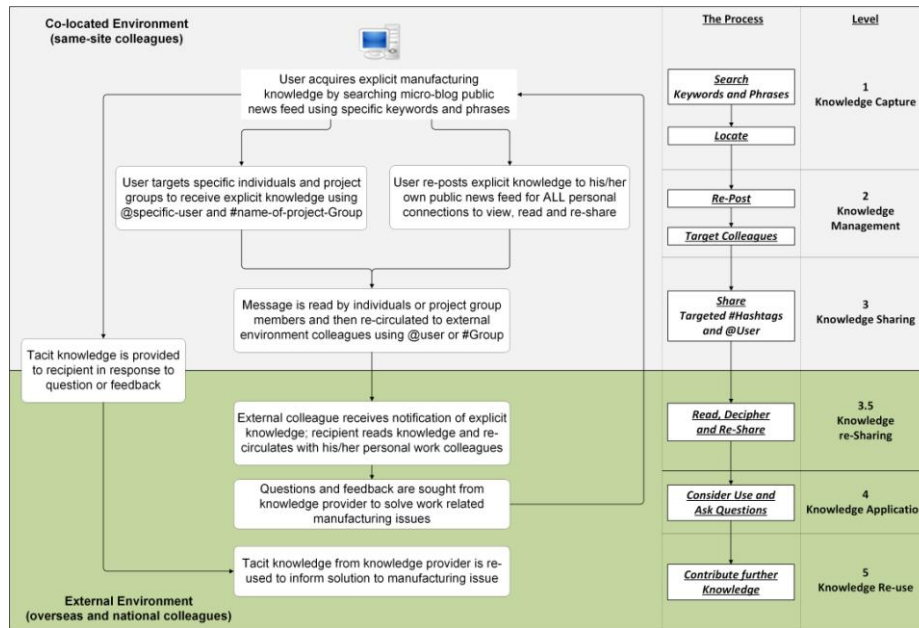 Co-located Environment
(same-site colleagues)
User acquires explicit manufacturing
knowledge by searching micro-blog public
news feed using specific keywords and phrases
User targets specific individuals and project
groups to receive explicit knowledge using
@specific-user and #name-of-project-Group
User re-posts explicit knowledge to his/her
own public news feed for ALL personal
connections to view, read and re-share
Message is read by individuals or project group
members and then re-circulated to external
environment colleagues using @user or #Group
Tacit knowledge is provided
to recipient in response to
question or feedback
External colleague receives notification of explicit
knowledge; recipient reads knowledge and re-
circulates with his/her personal work colleagues
Questions and feedback are sought from
knowledge provider to solve work related
manufacturing issues
Tacit knowledge from knowledge provider is re-
used to inform solution to manufacturing issue
External Environment
(overseas and national colleagues)
The Process
Search
Keywords and Phrases
Locate
Re-Post
Target Colleagues
Share
Targeted #Hashtags
and @User
Read, Decipher
and Re-Share
Consider Use and
Ask Questions
Contribute further
Knowledge
Level
1
Knowledge Capture
2
Knowledge
Management
3
Knowledge Sharing
3.5
Knowledge
re-Sharing
4
Knowledge Application
5
Knowledge Re-use